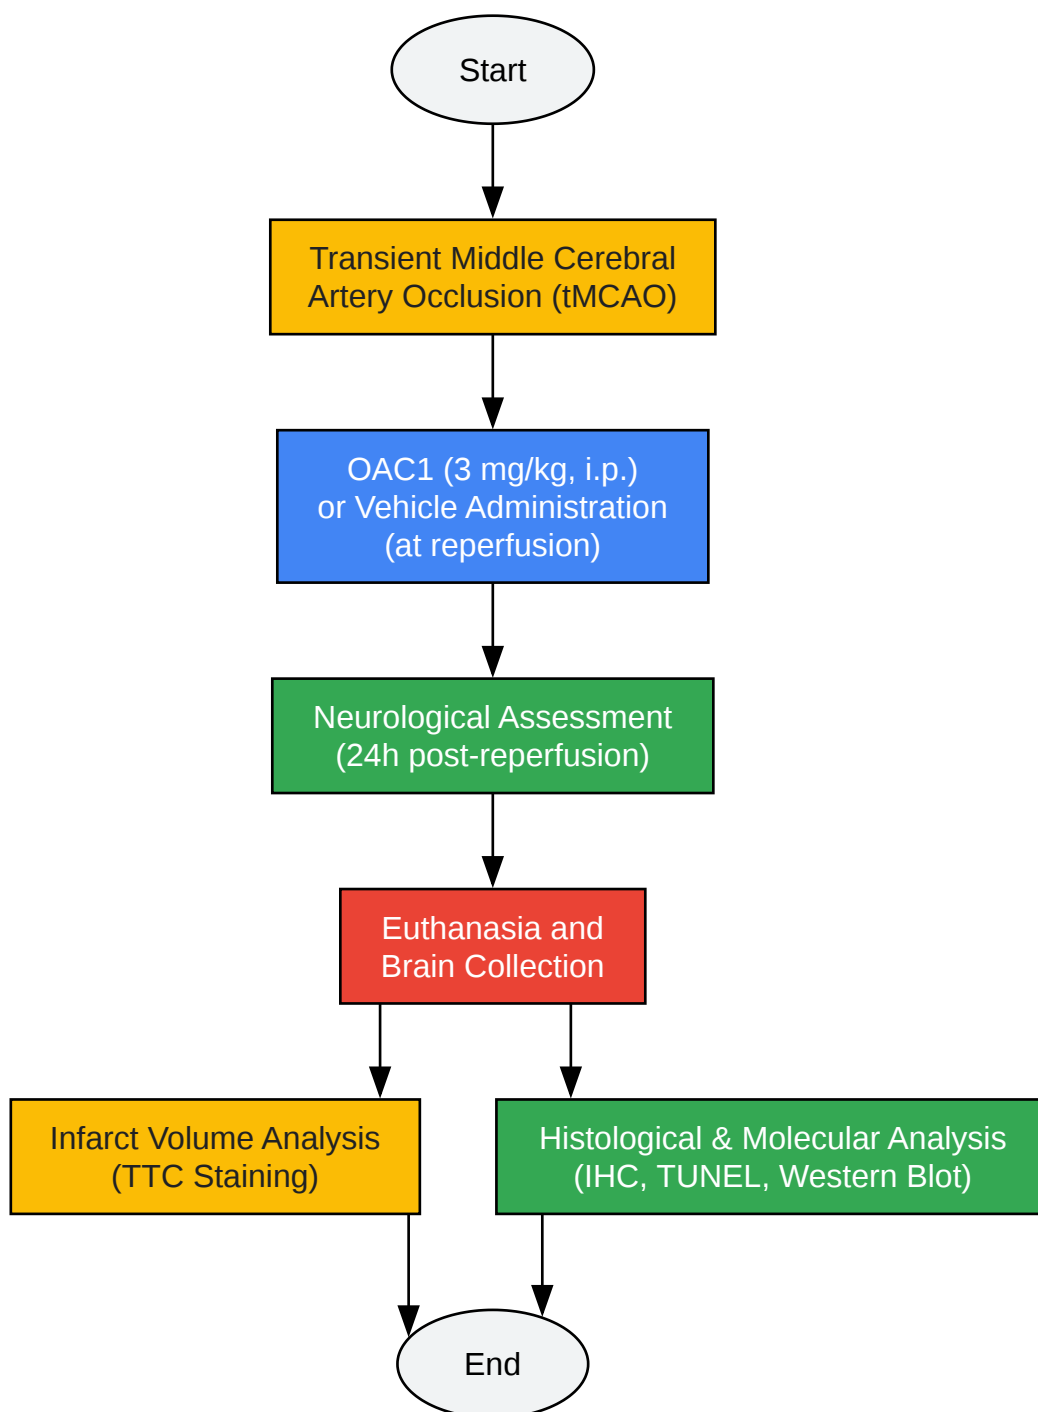 Start
Transient Middle Cerebral
Artery Occlusion (tMCAO)
OAC1 (3 mg/kg, i.p.)
or Vehicle Administration
(at reperfusion)
Neurological Assessment
(24h post-reperfusion)
Euthanasia and
Brain Collection
Infarct Volume Analysis
(TTC Staining)
Histological & Molecular Analysis
(IHC, TUNEL, Western Blot)
End